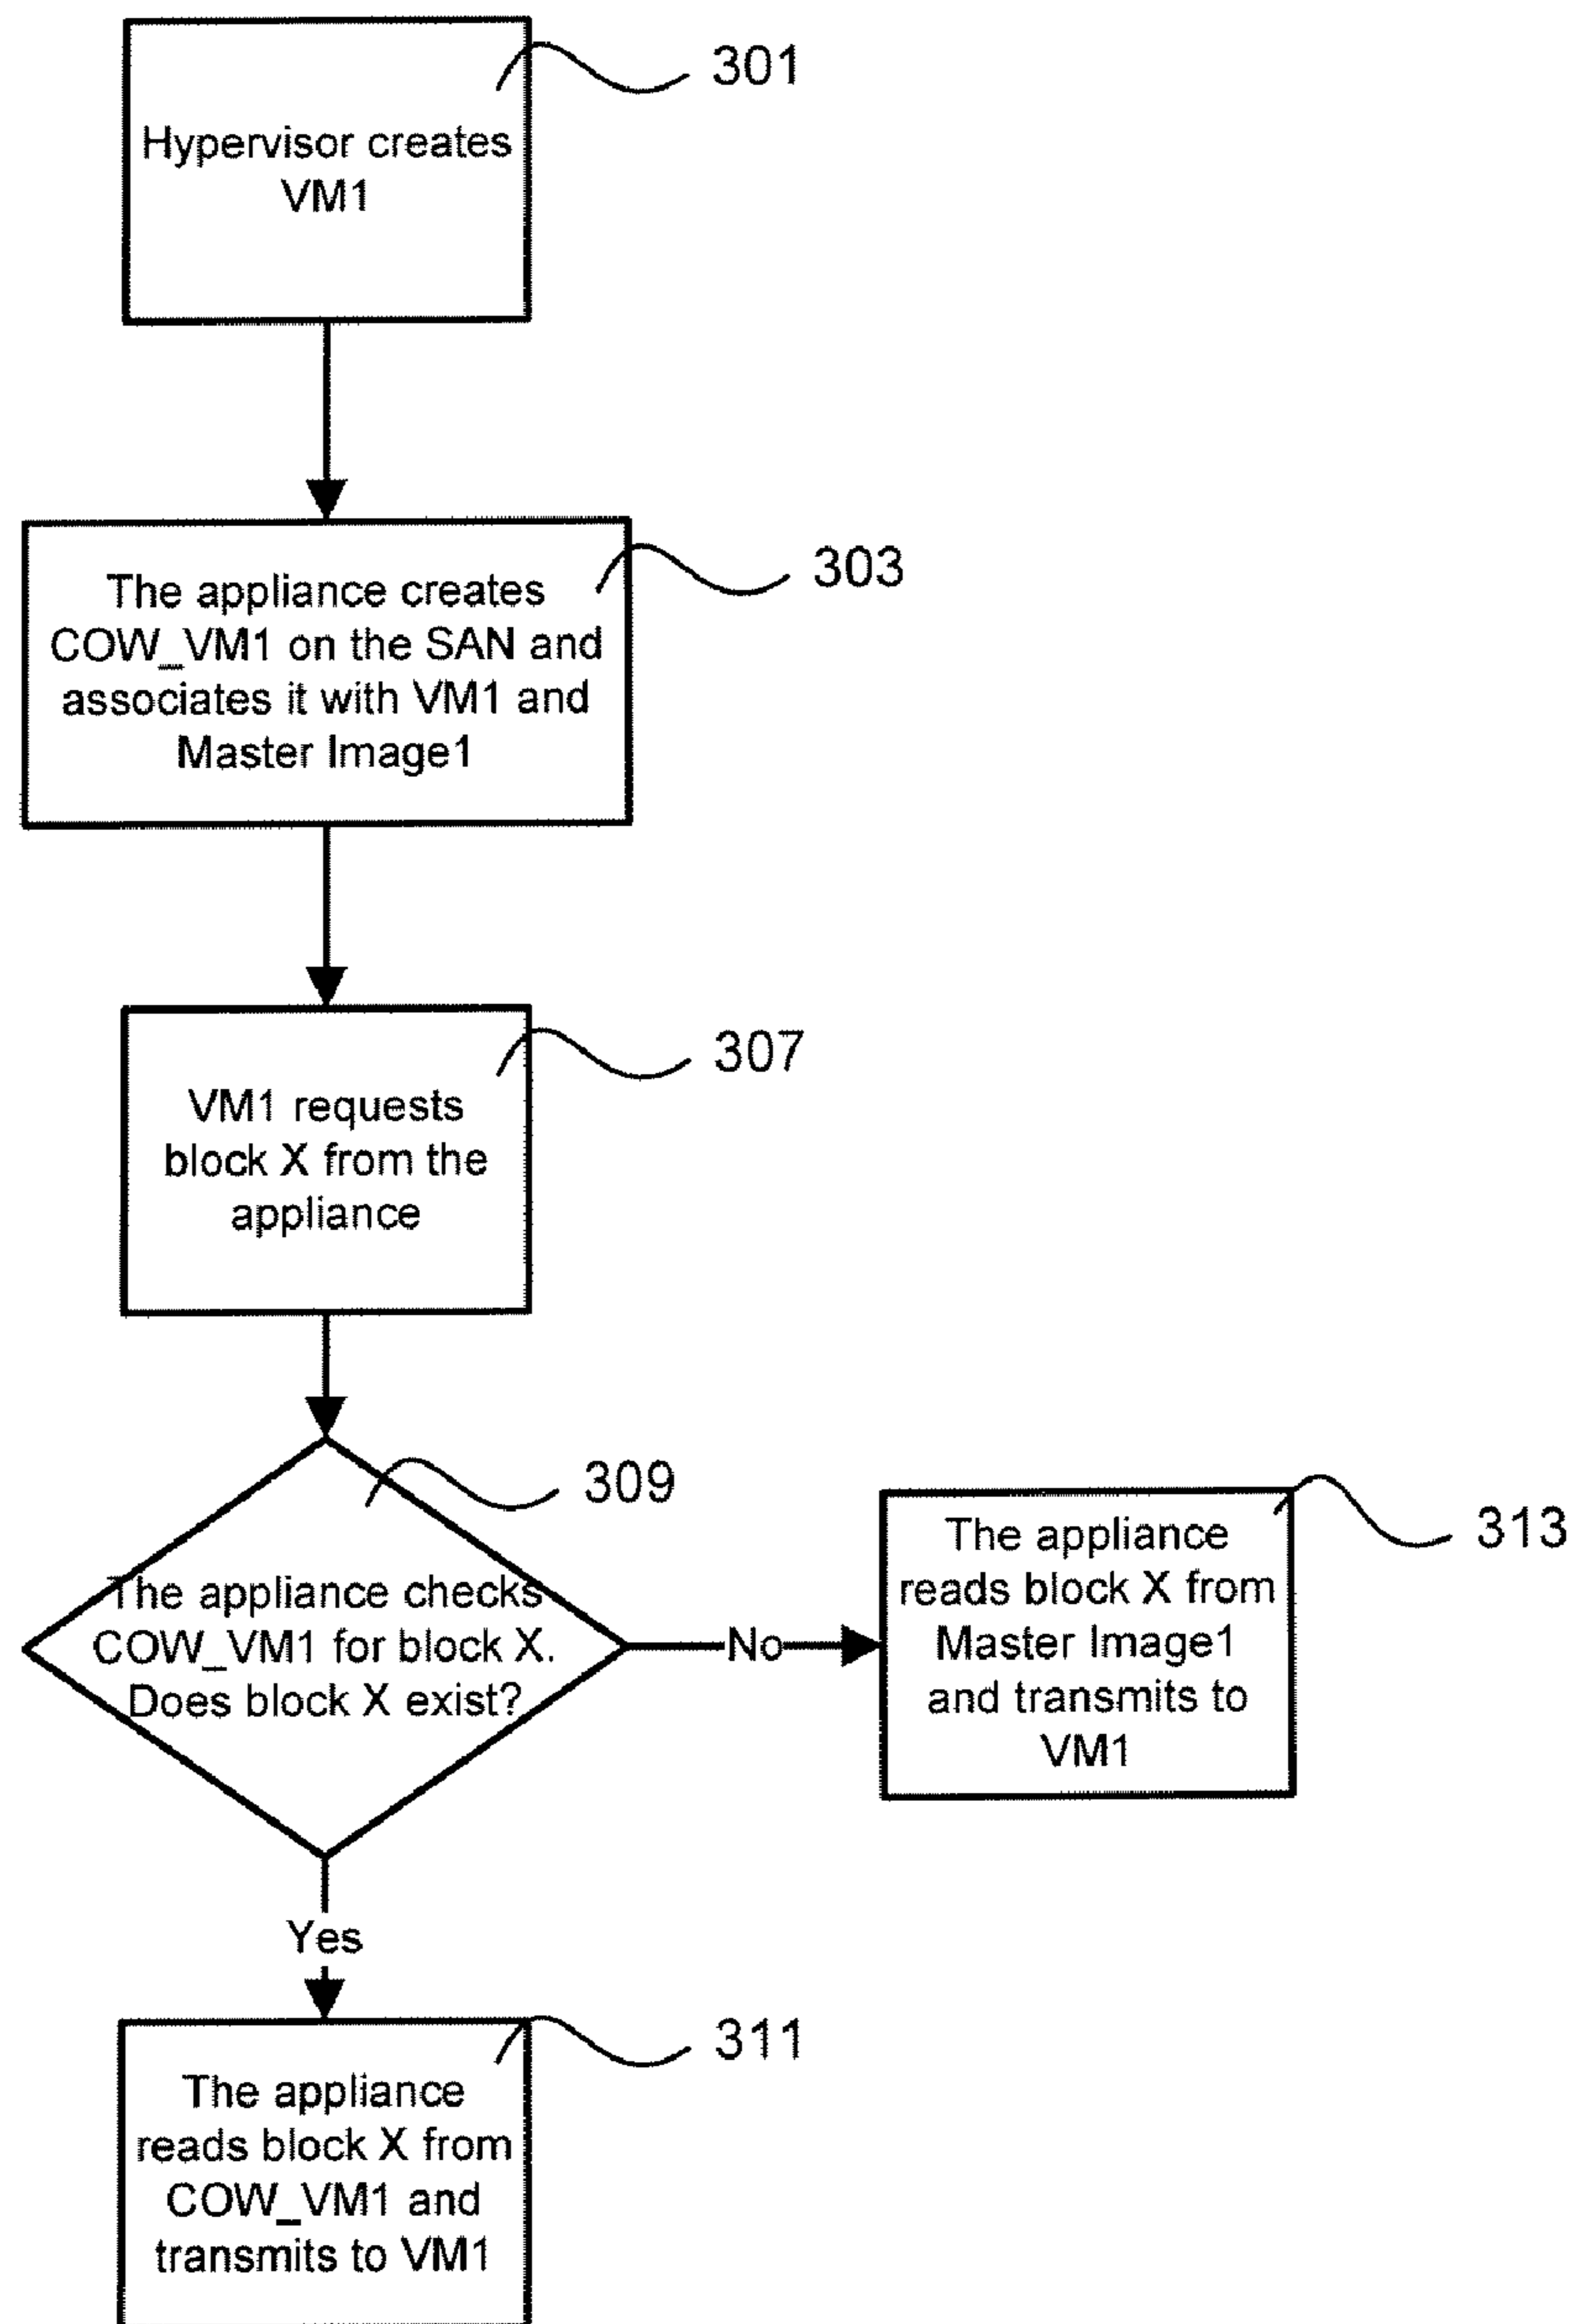 301
Hypervisor creates
VM1
303
The appliance creates
COW_VM1 on the SAN and
associates it with VM1 and
Master Image1
307
VM1 requests
block X from the
appliance
309
The appliance checks
COW_VM1 for block X.
Does block X exist?
No
313
The appliance
reads block X from
Master Image1
and transmits to
VM1
Yes
311
The appliance
reads block X from
COW_VM1 and
transmits to VM1